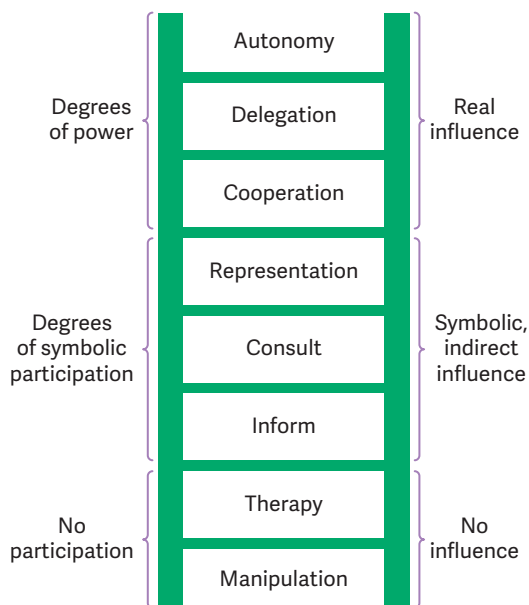 Autonomy
Degrees
of power
Delegation
Real
influence
Cooperation
Representation
Degrees
of symbolic
participation
Consult
Symbolic,
indirect
influence
Inform
Therapy
No
participation
No
influence
Manipulation